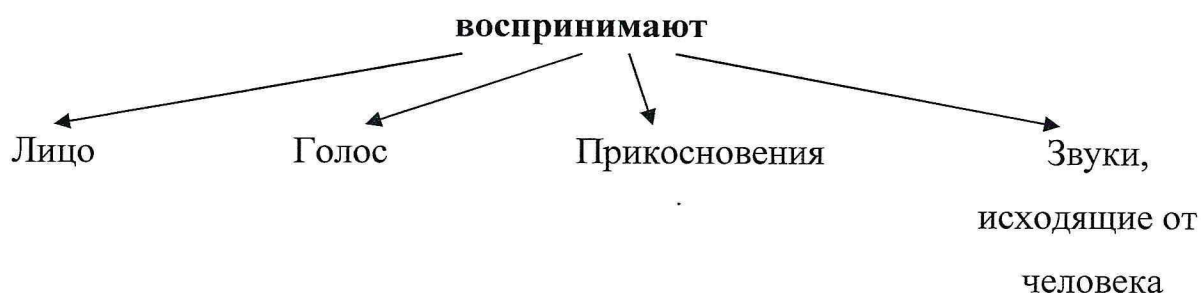 воспринимают
Лицо Голос Прикосновения Звуки,
исходящие от
человека